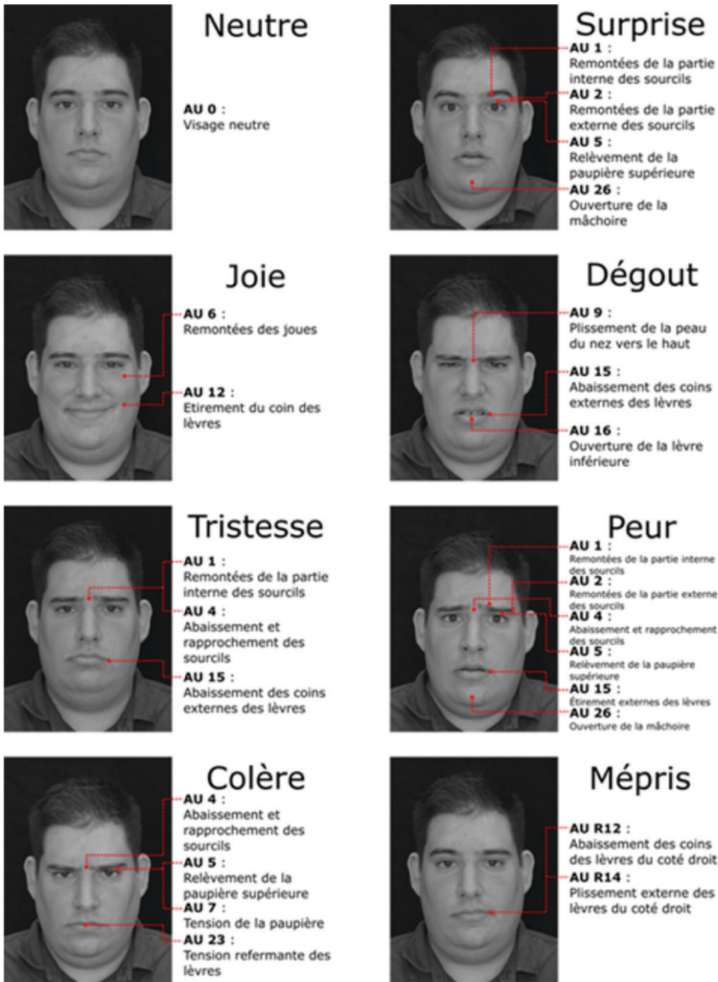 Neutre
AU 0 :
Visage neutre
Surprise
AU 1 :
Remontées de la partie
interne des sourcils
AU 2 :
Remontées de la partie
externe des sourcils
AU 5 :
Relèvement de la
paupière supérieure
AU 26 :
Ouverture de la
mâchoire
Joie
AU 6 :
Remontées des joues
AU 12 :
Etirement du coin des
lèvres
Dégout
AU 9 :
Plissement de la peau
du nez vers le haut
AU 15 :
Abaissement des coins
externes des lèvres
AU 16 :
Ouverture de la lèvre
inférieure
Tristesse
AU 1 :
Remontées de la partie
interne des sourcils
AU 4 :
Abaissement et
rapprochement des
sourcils
AU 15 :
Abaissement des coins
externes des lèvres
Peur
AU 1 :
Remontées de la partie interne
des sourcils
AU 2 :
Remontées de la partie externe
des sourcils
AU 4 :
Abaissement et rapprochement
des sourcils
AU 5 :
Relèvement de la paupière
supérieure
AU 15 :
Étirement externes des lèvres
AU 26 :
Ouverture de la mâchoire
Colère
AU 4 :
Abaissement et
rapprochement des
sourcils
AU 5 :
Relèvement de la
paupière supérieure
AU 7 :
Tension de la paupière
AU 23 :
Tension refermante des
lèvres
Mépris
AU R12 :
Abaissement des coins
des lèvres du coté droit
AU R14 :
Plissement externe des
lèvres du coté droit